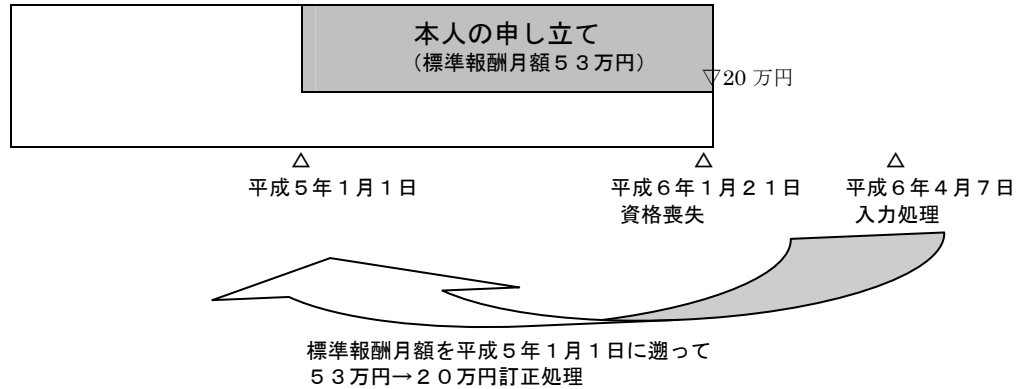 本人の申し立て
（標準報酬月額５３万円）
▽20 万円
△ △ △
平成５年１月１日 平成６年１月２１日 平成６年４月７日
資格喪失 入力処理
標準報酬月額を平成５年１月１日に遡って
５３万円→２０万円訂正処理